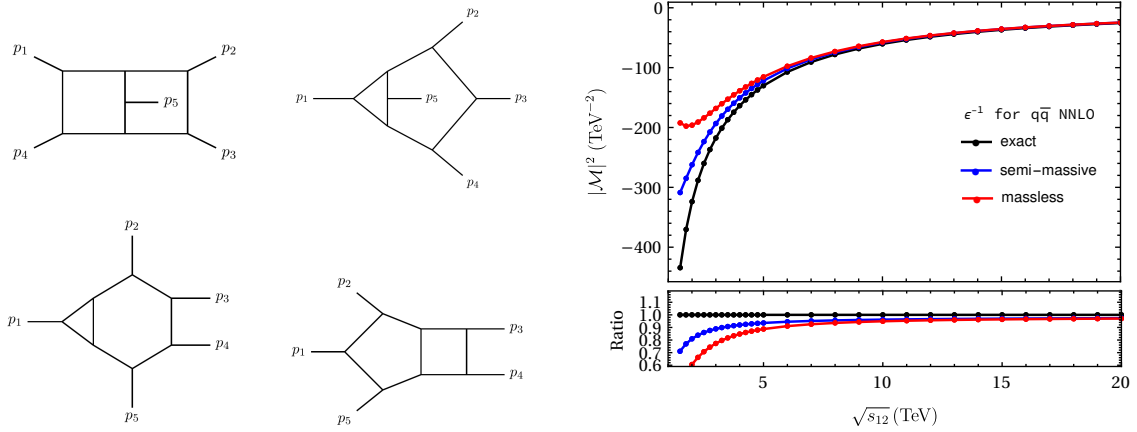 p₁ p₂
p₅
p₄ p₃
p₂
p₁ p₅ p₃
p₄
p₂
p₃
p₁
p₄
p₅
p₂
p₃
p₁
p₄
p₅
0
−100
−200
−300
−400
|ℳ|² (TeV⁻²)
ϵ⁻¹ for qq̅ NNLO
exact
semi−massive
massless
1.1
1.0
0.9
0.8
0.7
0.6
Ratio
5 10 15 20
√s₁₂ (TeV)